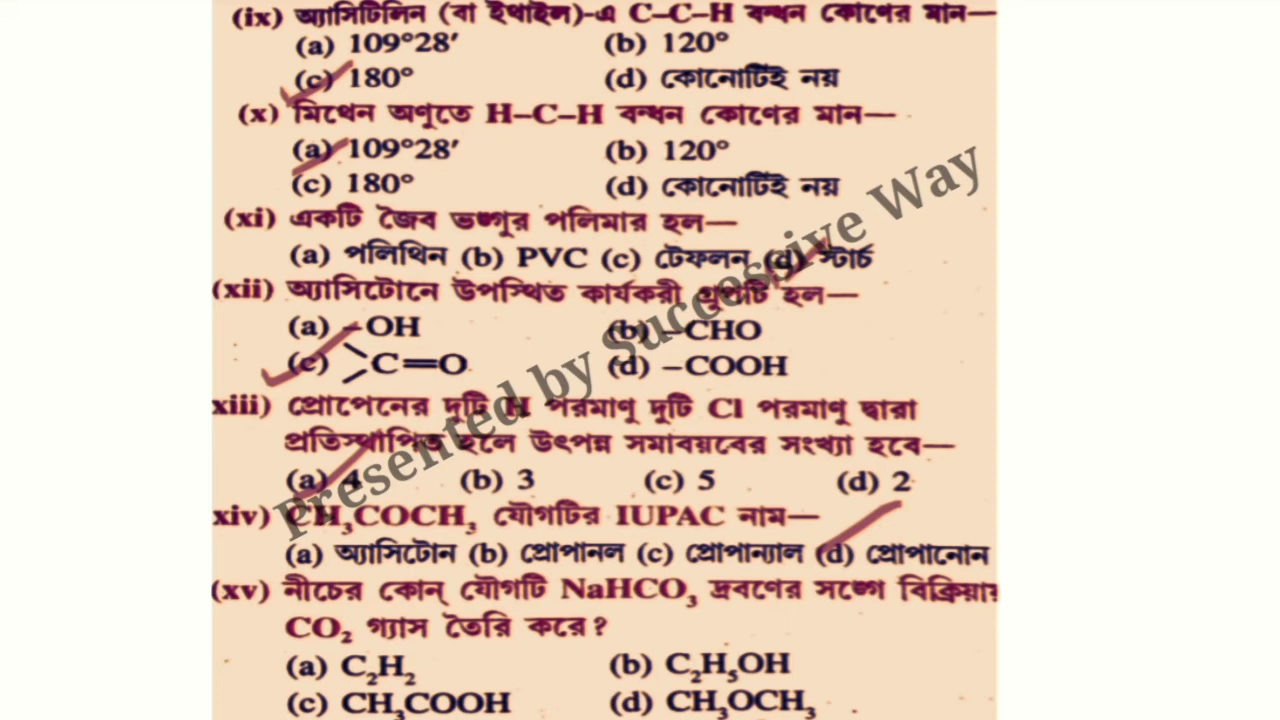 (ix) অ্যাসিটিলিন (বা ইথাইল)-এ C–C–H বন্ধন কোণের মান—
(a) 109°28′ (b) 120°
(c) 180° (d) কোনোটিই নয়
(x) মিথেন অণুতে H–C–H বন্ধন কোণের মান—
(a) 109°28′ (b) 120°
(c) 180° (d) কোনোটিই নয়
(xi) একটি জৈব ভঙ্গুর পলিমার হল—
(a) পলিথিন (b) PVC (c) টেফলন (d) স্টার্চ
(xii) অ্যাসিটোনে উপস্থিত কার্যকরী গ্রুপটি হল—
(a) –OH (b) –CHO
(c) >C=O (d) –COOH
xiii) প্রোপেনের দুটি H পরমাণু দুটি Cl পরমাণু দ্বারা
প্রতিস্থাপিত হলে উৎপন্ন সমাবয়বের সংখ্যা হবে—
(a) 4 (b) 3 (c) 5 (d) 2
xiv) CH₃COCH₃ যৌগটির IUPAC নাম—
(a) অ্যাসিটোন (b) প্রোপানল (c) প্রোপান্যাল (d) প্রোপানোন
(xv) নীচের কোন্ যৌগটি NaHCO₃ দ্রবণের সঙ্গে বিক্রিয়ায়
CO₂ গ্যাস তৈরি করে?
(a) C₂H₂ (b) C₂H₅OH
(c) CH₃COOH (d) CH₃OCH₃
Presented by Successive Way